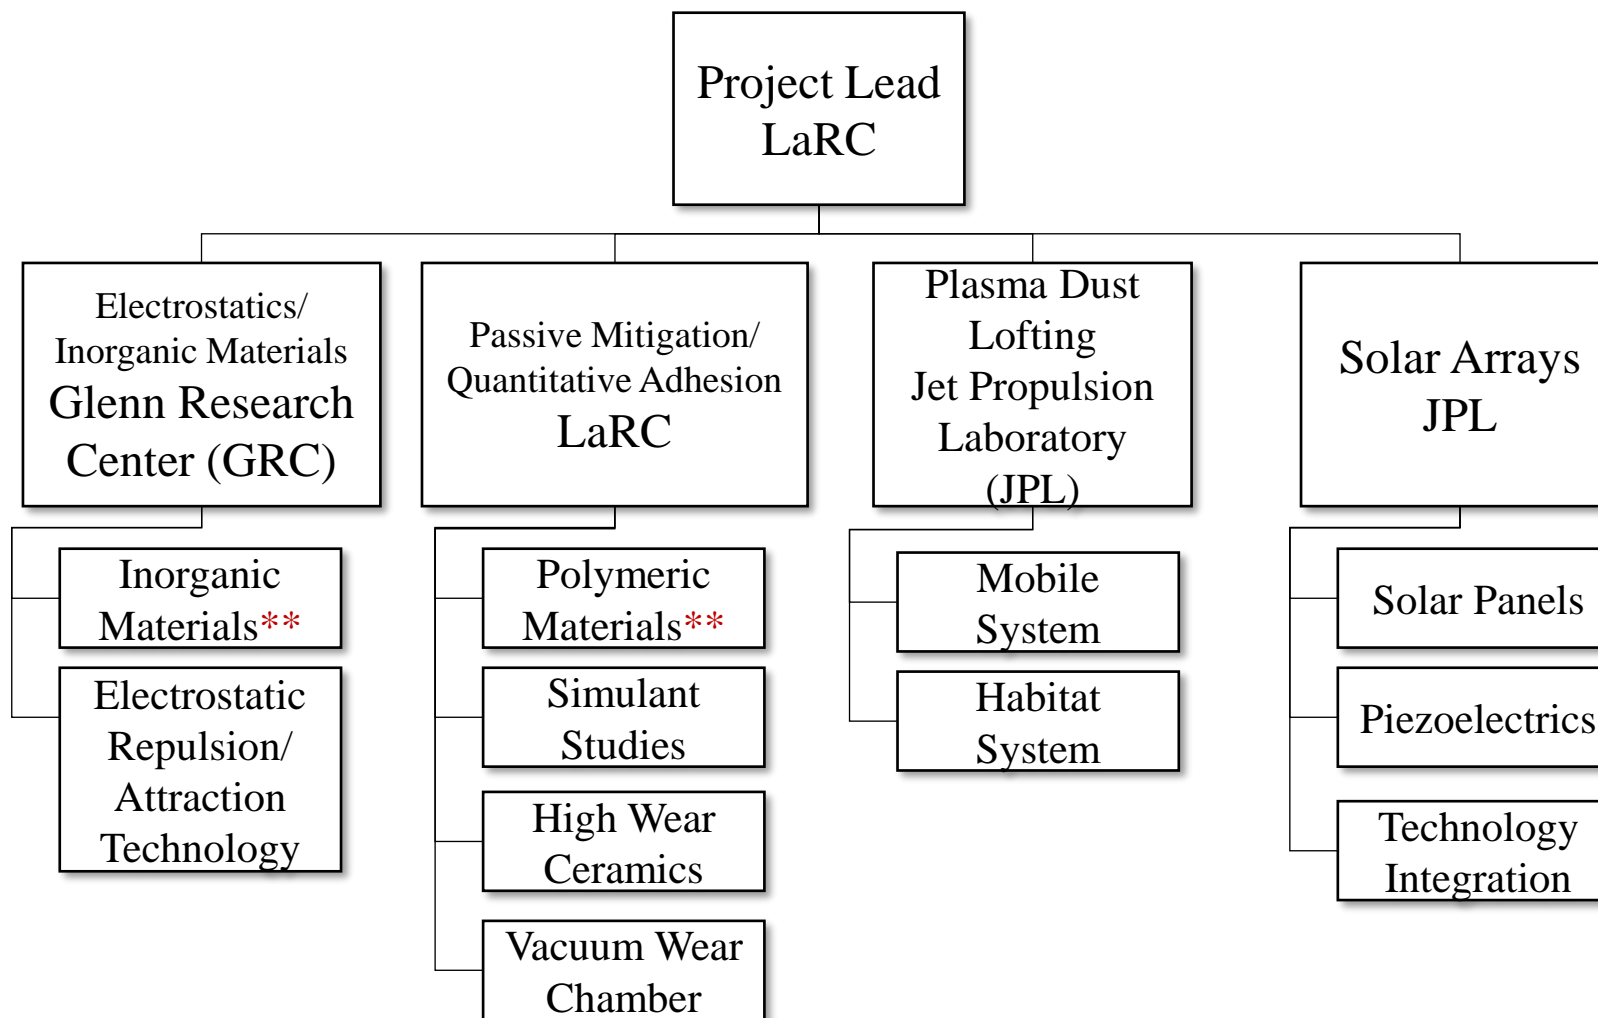 Project Lead
LaRC
Electrostatics/
Inorganic Materials
Glenn Research
Center (GRC)
Passive Mitigation/
Quantitative Adhesion
LaRC
Plasma Dust
Lofting
Jet Propulsion
Laboratory
(JPL)
Solar Arrays
JPL
Inorganic
Materials**
Electrostatic
Repulsion/
Attraction
Technology
Polymeric
Materials**
Simulant
Studies
High Wear
Ceramics
Vacuum Wear
Chamber
Mobile
System
Habitat
System
Solar Panels
Piezoelectrics
Technology
Integration